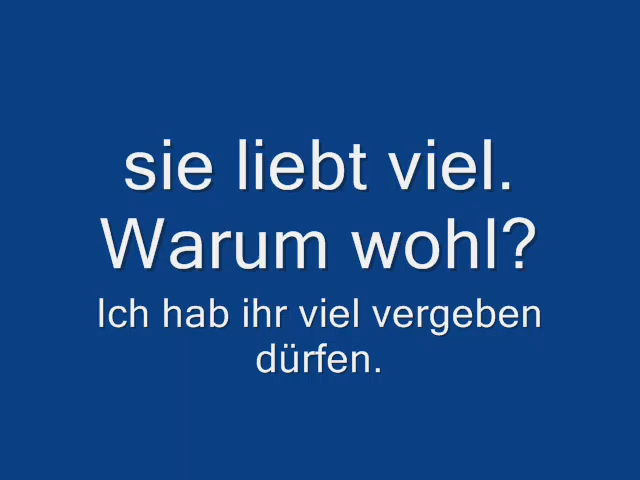 sie liebt viel.
Warum wohl?
Ich hab ihr viel vergeben
dürfen.